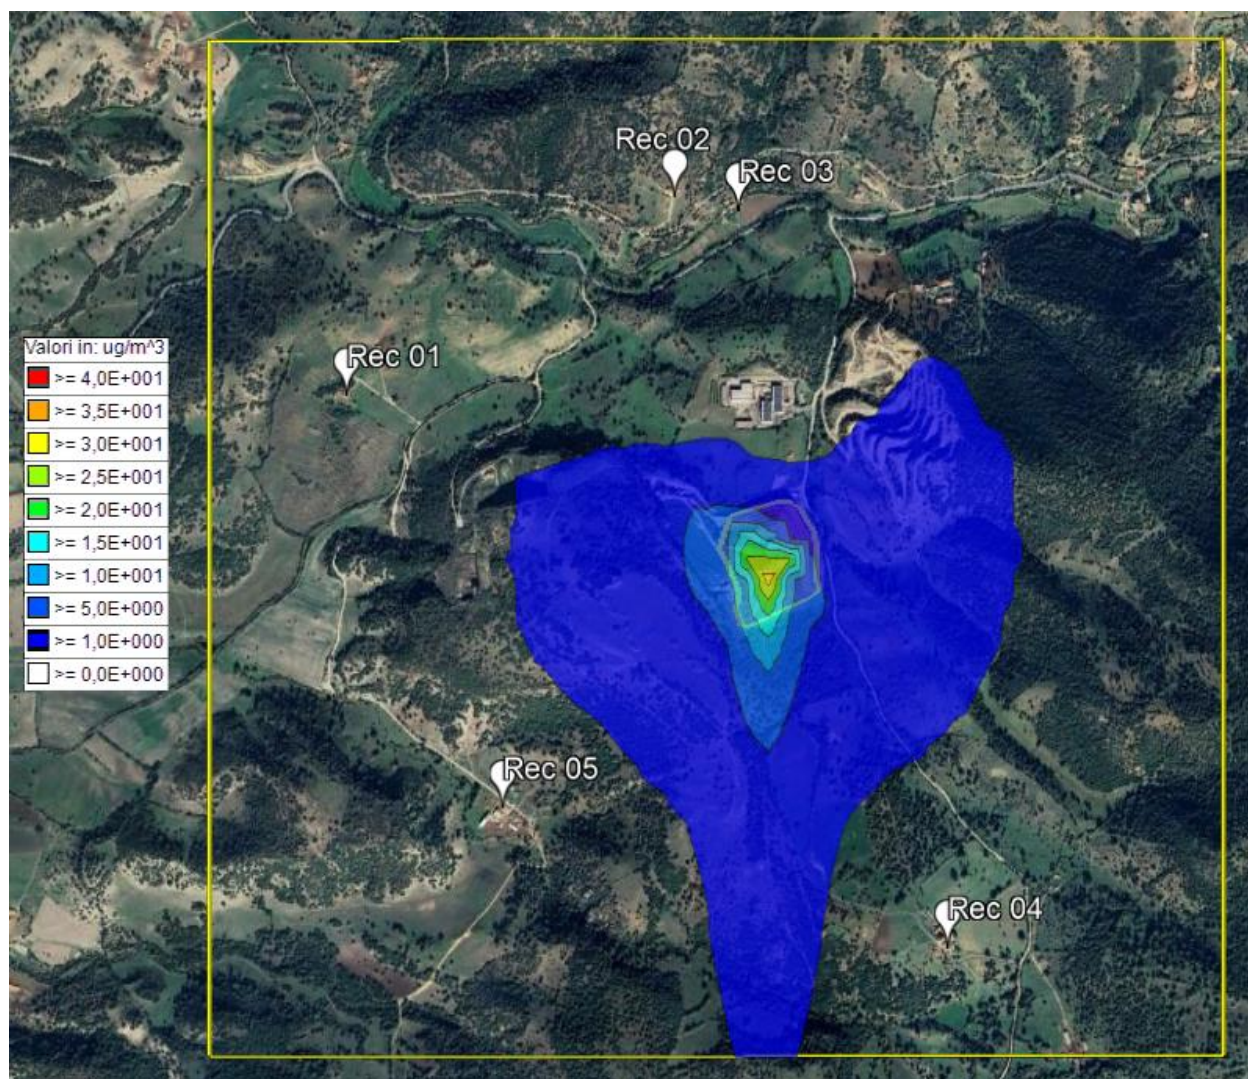 Rec 02
Rec 03
Rec 01
Valori in: ug/m^3
>= 4,0E+001
>= 3,5E+001
>= 3,0E+001
>= 2,5E+001
>= 2,0E+001
>= 1,5E+001
>= 1,0E+001
>= 5,0E+000
>= 1,0E+000
>= 0,0E+000
Rec 05
Rec 04